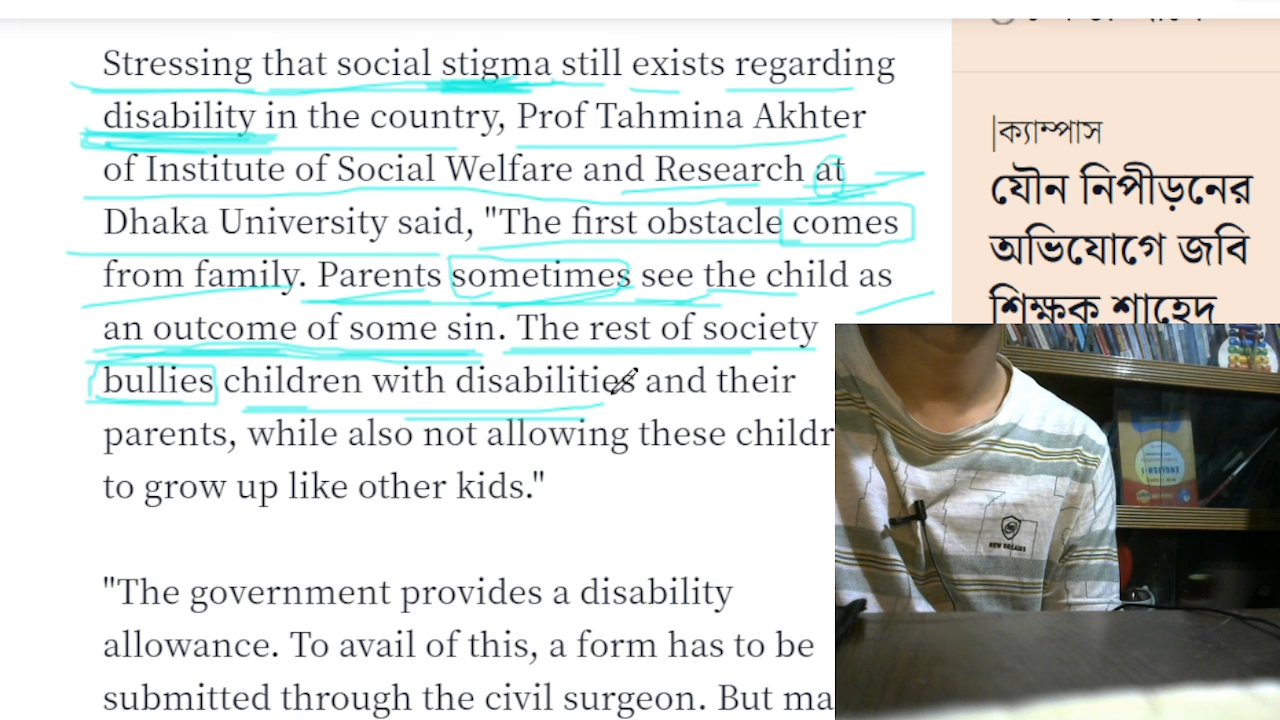 Stressing that social stigma still exists regarding
disability in the country, Prof Tahmina Akhter
of Institute of Social Welfare and Research at
Dhaka University said, "The first obstacle comes
from family. Parents sometimes see the child as
an outcome of some sin. The rest of society
bullies children with disabilities and their
parents, while also not allowing these childr
to grow up like other kids."
"The government provides a disability
allowance. To avail of this, a form has to be
submitted through the civil surgeon. But ma
|ক্যাম্পাস
যৌন নিপীড়নের
অভিযোগে জবি
শিক্ষক শাহেদ